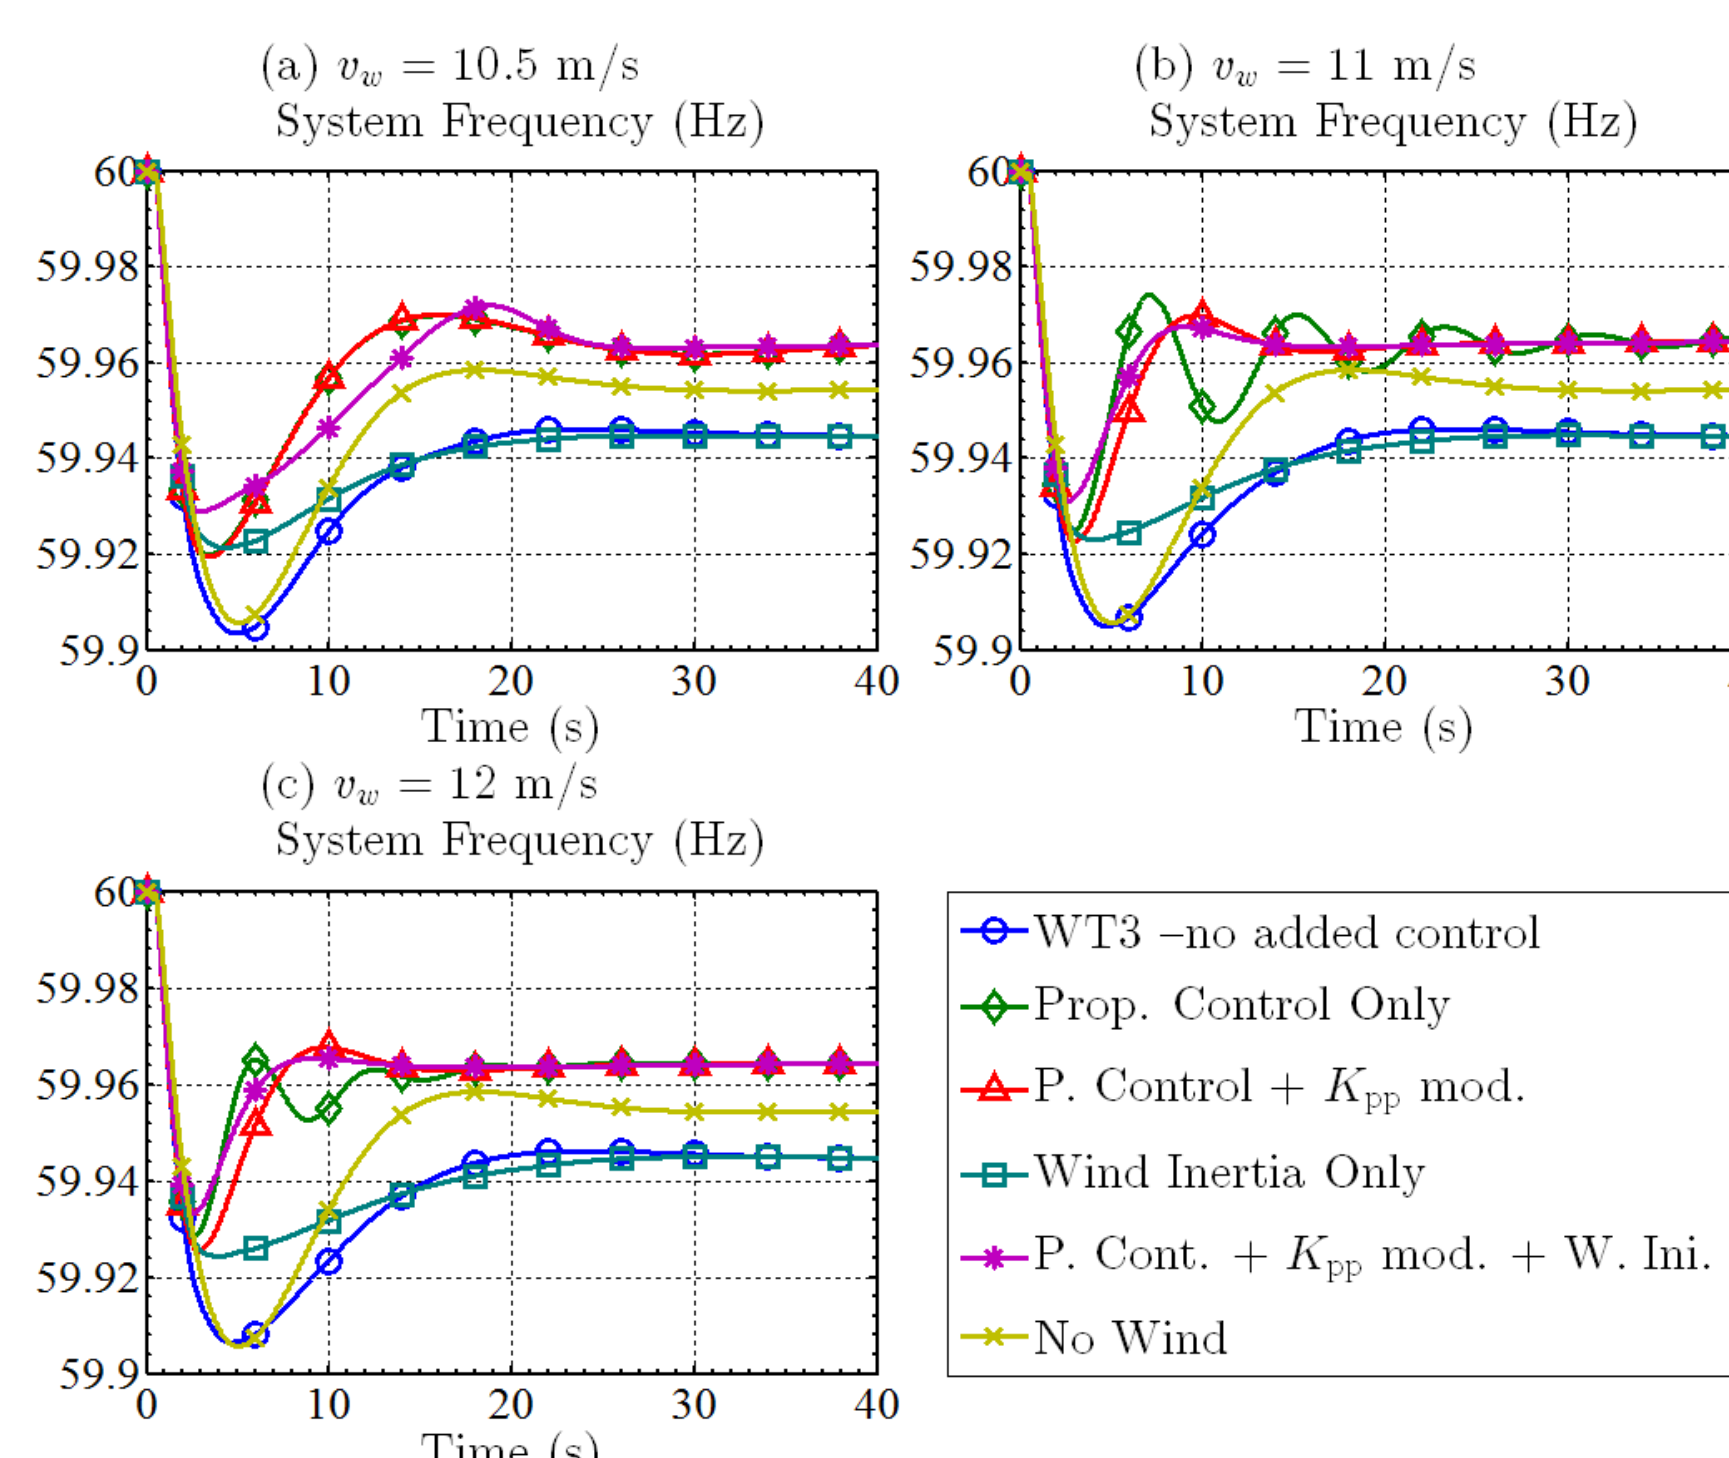 (a) v_w = 10.5 m/s
System Frequency (Hz)
60
59.98
59.96
59.94
59.92
59.9
0 10 20 30 40
Time (s)
(b) v_w = 11 m/s
System Frequency (Hz)
60
59.98
59.96
59.94
59.92
59.9
0 10 20 30
Time (s)
(c) v_w = 12 m/s
System Frequency (Hz)
60
59.98
59.96
59.94
59.92
59.9
0 10 20 30 40
Time (s)
WT3 –no added control
Prop. Control Only
P. Control + K_pp mod.
Wind Inertia Only
P. Cont. + K_pp mod. + W. Ini.
No Wind